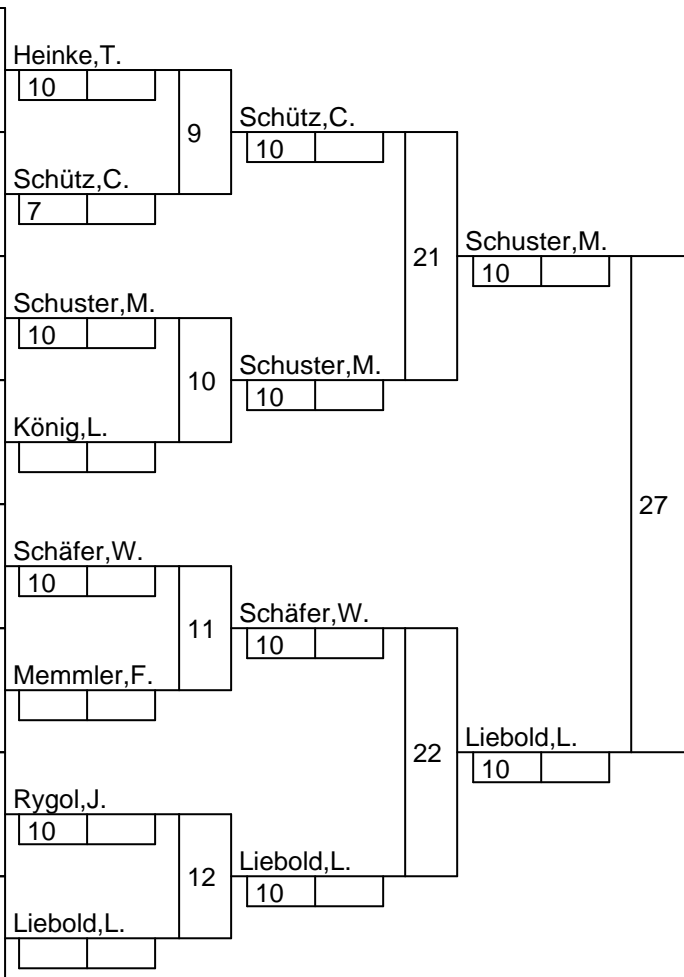 Heinke,T.
10
9
Schütz,C.
10
Schütz,C.
7
21
Schuster,M.
10
Schuster,M.
10
10
Schuster,M.
10
König,L.
27
Schäfer,W.
10
11
Schäfer,W.
10
Memmler,F.
22
Liebold,L.
10
Rygol,J.
10
12
Liebold,L.
10
Liebold,L.